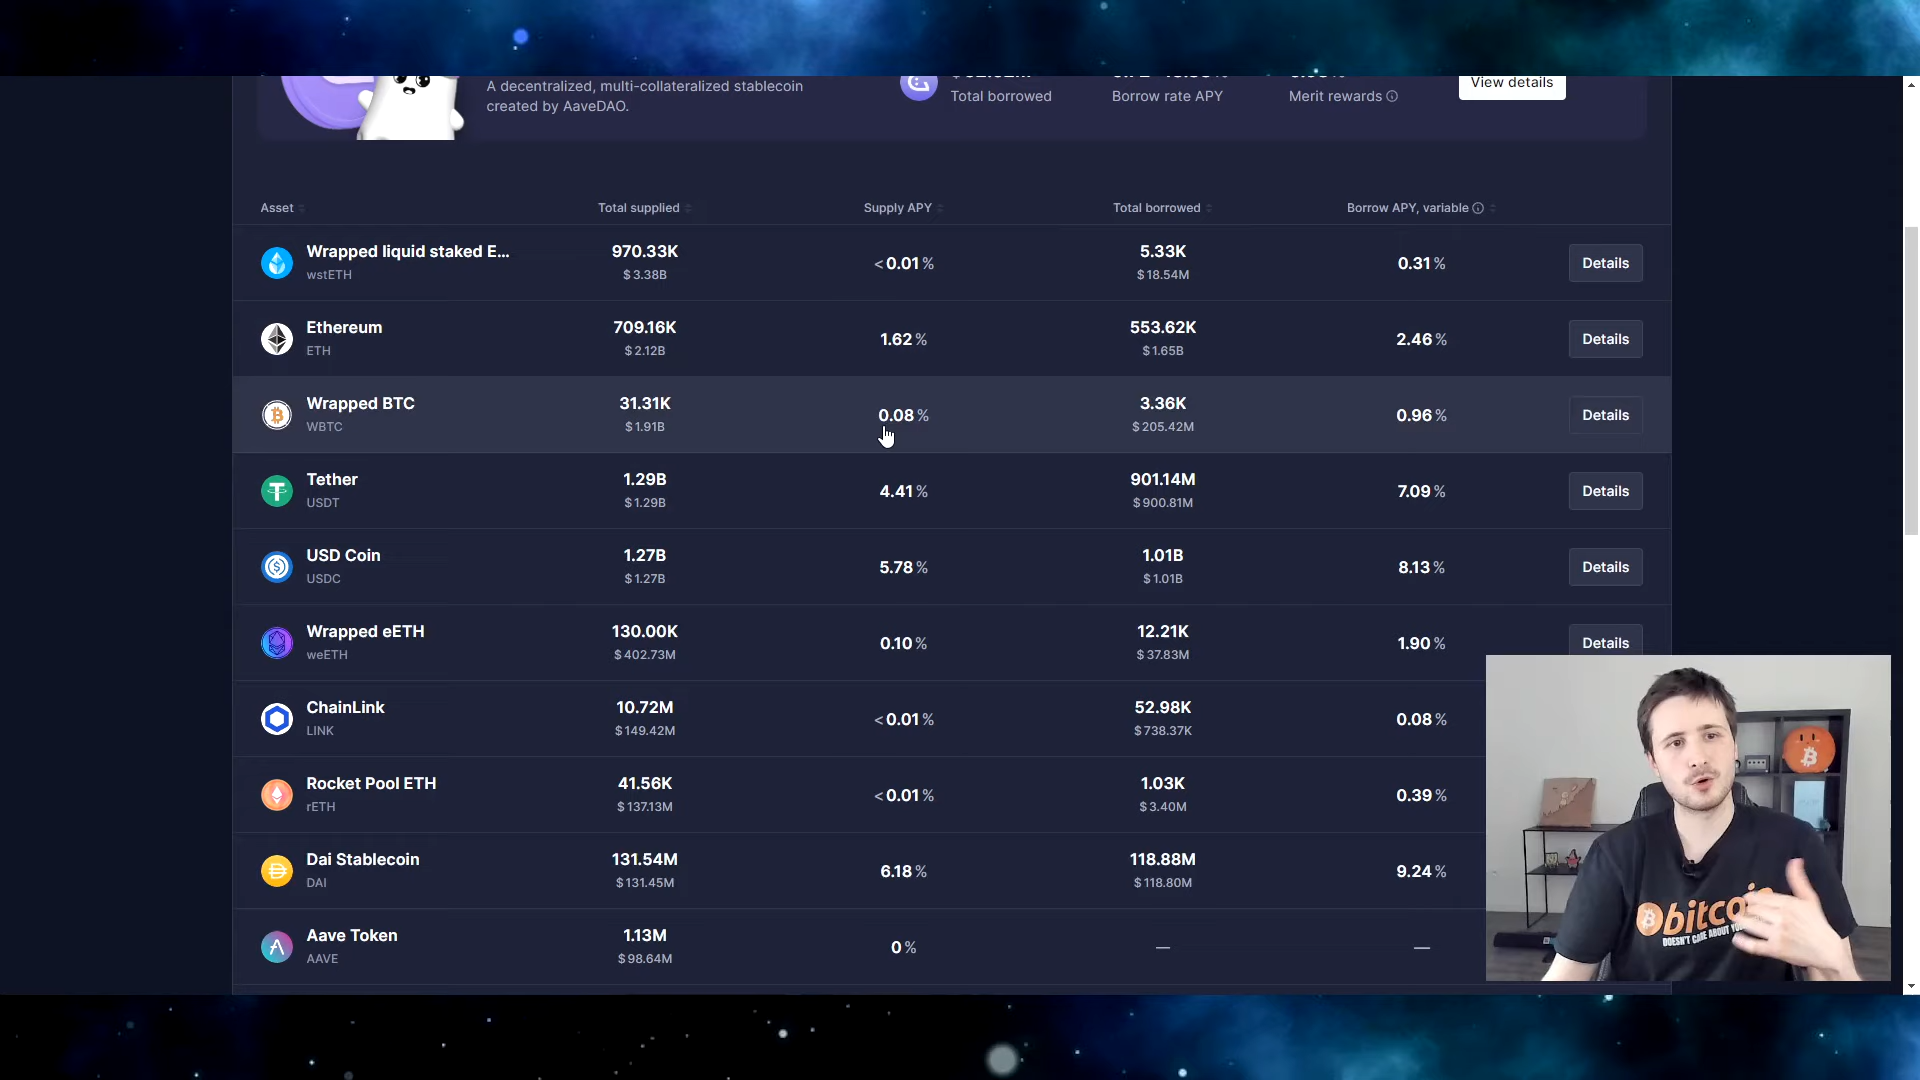 A decentralized, multi-collateralized stablecoin
created by AaveDAO.
Total borrowed
Borrow rate APY
Merit rewards
View details
Asset
Total supplied
Supply APY
Total borrowed
Borrow APY, variable
Wrapped liquid staked E...
wstETH
970.33K
$ 3.38B
<0.01 %
5.33K
$ 18.54M
0.31 %
Details
Ethereum
ETH
709.16K
$ 2.12B
1.62 %
553.62K
$ 1.65B
2.46 %
Details
Wrapped BTC
WBTC
31.31K
$ 1.91B
0.08 %
3.36K
$ 205.42M
0.96 %
Details
Tether
USDT
1.29B
$ 1.29B
4.41 %
901.14M
$ 900.81M
7.09 %
Details
USD Coin
USDC
1.27B
$ 1.27B
5.78 %
1.01B
$ 1.01B
8.13 %
Details
Wrapped eETH
weETH
130.00K
$ 402.73M
0.10 %
12.21K
$ 37.83M
1.90 %
Details
ChainLink
LINK
10.72M
$ 149.42M
<0.01 %
52.98K
$ 738.37K
0.08 %
Rocket Pool ETH
rETH
41.56K
$ 137.13M
<0.01 %
1.03K
$ 3.40M
0.39 %
Dai Stablecoin
DAI
131.54M
$ 131.45M
6.18 %
118.88M
$ 118.80M
9.24 %
Aave Token
AAVE
1.13M
$ 98.64M
0 %
—
—
bitco
DOESN'T CARE ABOUT